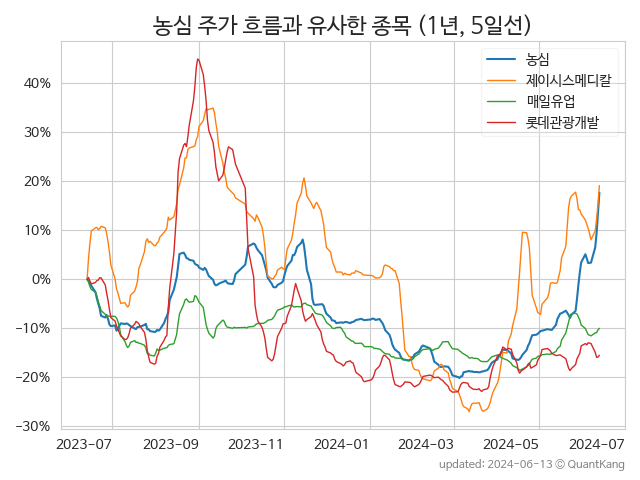 농심 주가 흐름과 유사한 종목 (1년, 5일선)
농심
제이시스메디칼
매일유업
롯데관광개발
40%
30%
20%
10%
0%
−10%
−20%
−30%
2023-07 2023-09 2023-11 2024-01 2024-03 2024-05 2024-07
updated: 2024-06-13 © QuantKang